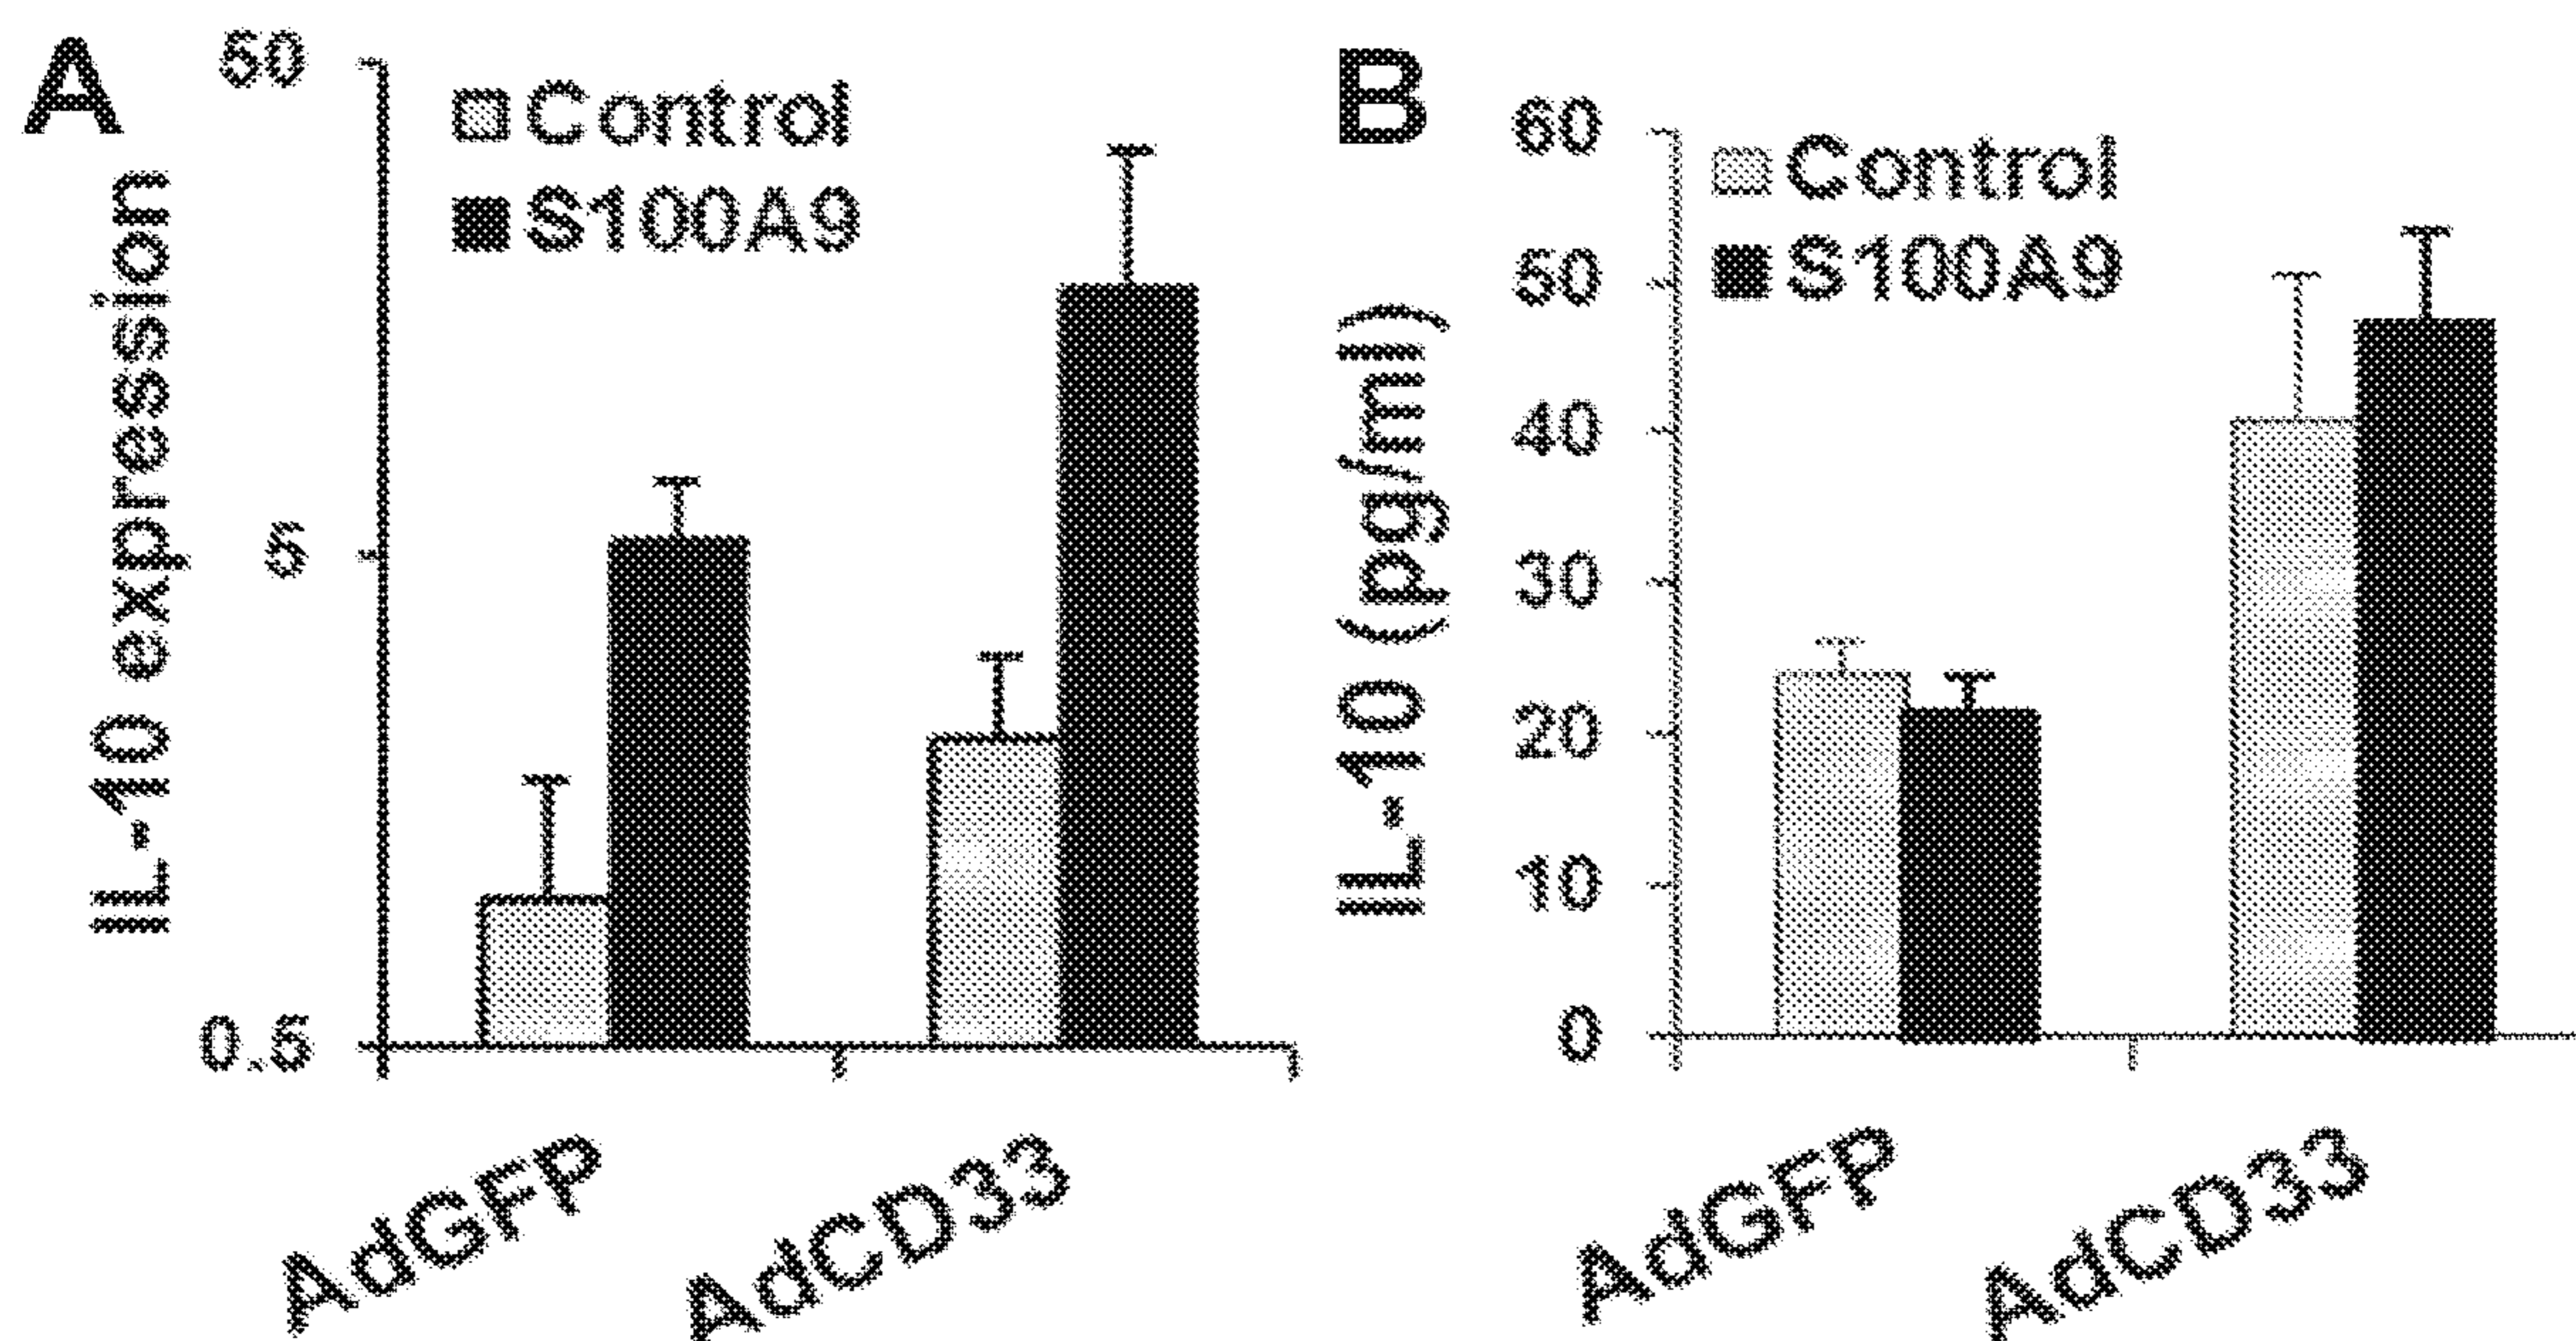 A
50
5
0.5
IL-10 expression
Control
S100A9
AdGFP
AdCD33
B
60
50
40
30
20
10
0
IL-10 (pg/ml)
Control
S100A9
AdGFP
AdCD33